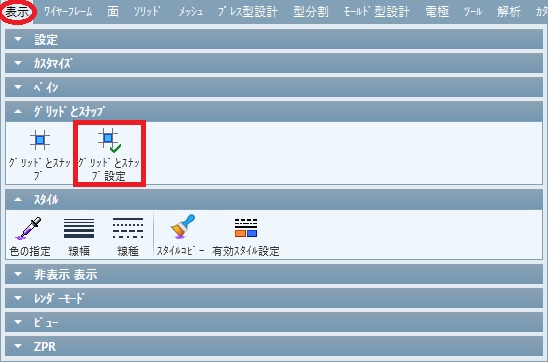 表示 ﾜｲﾔｰﾌﾚｰﾑ 面 ｿﾘｯﾄﾞ ﾒｯｼｭ ﾌﾟﾚｽ型設計 型分割 ﾓｰﾙﾄﾞ型設計 電極 ﾂｰﾙ 解析 ｶﾀ
設定
ｶｽﾀﾏｲｽﾞ
ﾍﾟｲﾝ
ｸﾞﾘｯﾄﾞとｽﾅｯﾌﾟ
ｸﾞﾘｯﾄﾞとｽﾅｯ
ﾌﾟ
ｸﾞﾘｯﾄﾞとｽﾅｯ
ﾌﾟ設定
ｽﾀｲﾙ
色の指定 線幅 線種 ｽﾀｲﾙｺﾋﾟｰ 有効ｽﾀｲﾙ設定
非表示 表示
ﾚﾝﾀﾞｰﾓｰﾄﾞ
ﾋﾞｭｰ
ZPR